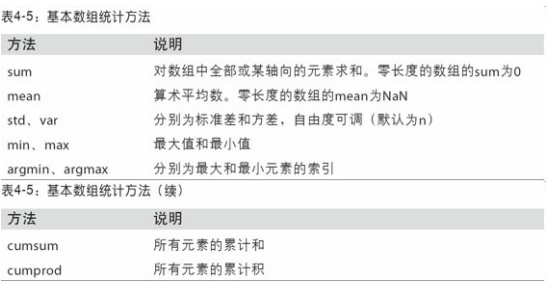 表4-5：基本数组统计方法
方法 说明
sum 对数组中全部或某轴向的元素求和。零长度的数组的sum为0
mean 算术平均数。零长度的数组的mean为NaN
std、var 分别为标准差和方差，自由度可调（默认为n）
min、max 最大值和最小值
argmin、argmax 分别为最大和最小元素的索引
表4-5：基本数组统计方法（续）
方法 说明
cumsum 所有元素的累计和
cumprod 所有元素的累计积